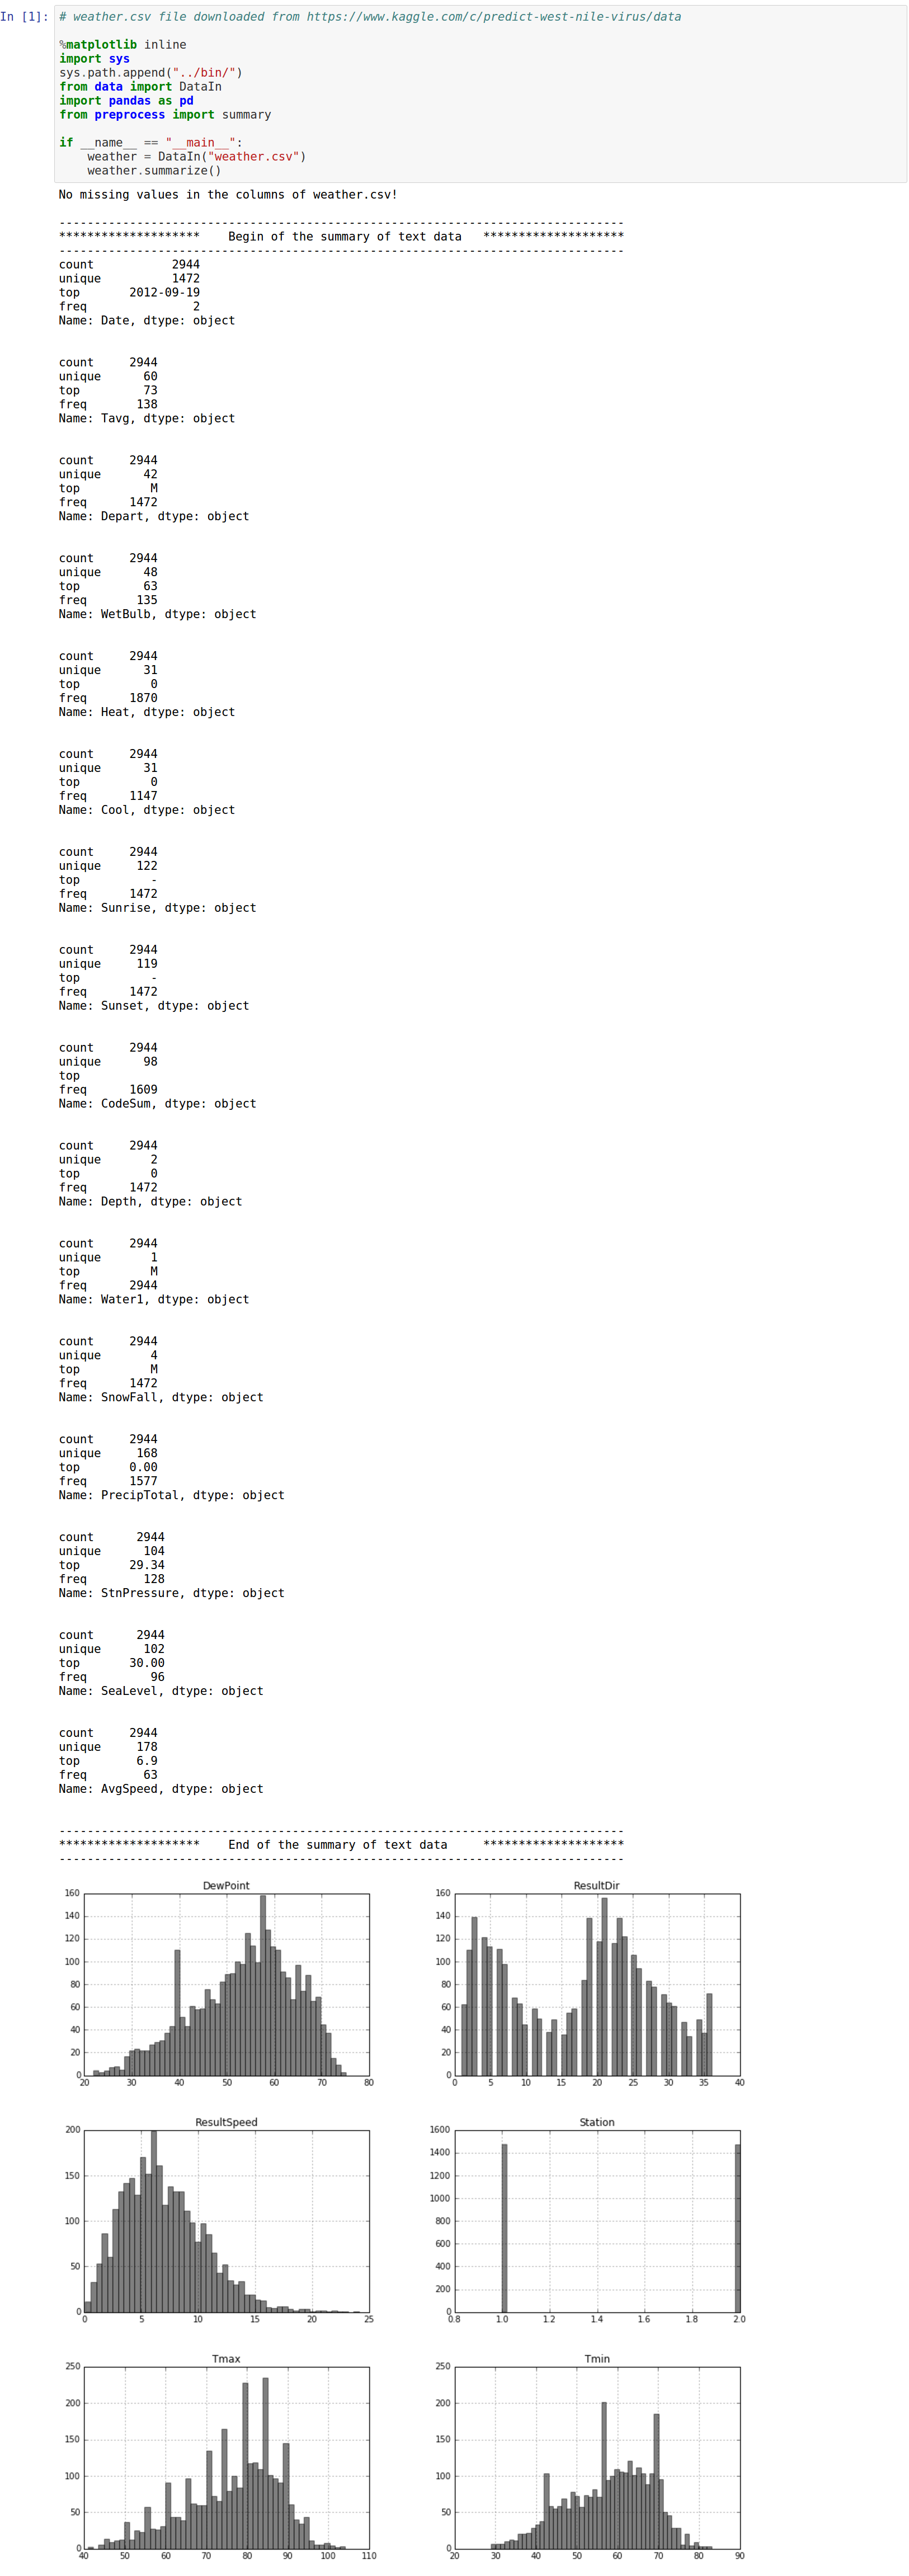 In [1]:
# weather.csv file downloaded from https://www.kaggle.com/c/predict-west-nile-virus/data
%matplotlib inline
import sys
sys.path.append("../bin/")
from data import DataIn
import pandas as pd
from preprocess import summary
if __name__ == "__main__":
    weather = DataIn("weather.csv")
    weather.summarize()
No missing values in the columns of weather.csv!
--------------------------------------------------------------------------------
******************** Begin of the summary of text data ********************
--------------------------------------------------------------------------------
count 2944
unique 1472
top 2012-09-19
freq 2
Name: Date, dtype: object
count 2944
unique 60
top 73
freq 138
Name: Tavg, dtype: object
count 2944
unique 42
top M
freq 1472
Name: Depart, dtype: object
count 2944
unique 48
top 63
freq 135
Name: WetBulb, dtype: object
count 2944
unique 31
top 0
freq 1870
Name: Heat, dtype: object
count 2944
unique 31
top 0
freq 1147
Name: Cool, dtype: object
count 2944
unique 122
top -
freq 1472
Name: Sunrise, dtype: object
count 2944
unique 119
top -
freq 1472
Name: Sunset, dtype: object
count 2944
unique 98
top
freq 1609
Name: CodeSum, dtype: object
count 2944
unique 2
top 0
freq 1472
Name: Depth, dtype: object
count 2944
unique 1
top M
freq 2944
Name: Water1, dtype: object
count 2944
unique 4
top M
freq 1472
Name: SnowFall, dtype: object
count 2944
unique 168
top 0.00
freq 1577
Name: PrecipTotal, dtype: object
count 2944
unique 104
top 29.34
freq 128
Name: StnPressure, dtype: object
count 2944
unique 102
top 30.00
freq 96
Name: SeaLevel, dtype: object
count 2944
unique 178
top 6.9
freq 63
Name: AvgSpeed, dtype: object
--------------------------------------------------------------------------------
******************** End of the summary of text data ********************
--------------------------------------------------------------------------------
DewPoint
160
140
120
100
80
60
40
20
0
20 30 40 50 60 70 80
ResultDir
160
140
120
100
80
60
40
20
0
0 5 10 15 20 25 30 35 40
ResultSpeed
200
150
100
50
0
0 5 10 15 20 25
Station
1600
1400
1200
1000
800
600
400
200
0
0.8 1.0 1.2 1.4 1.6 1.8 2.0
Tmax
250
200
150
100
50
0
40 50 60 70 80 90 100 110
Tmin
250
200
150
100
50
0
20 30 40 50 60 70 80 90